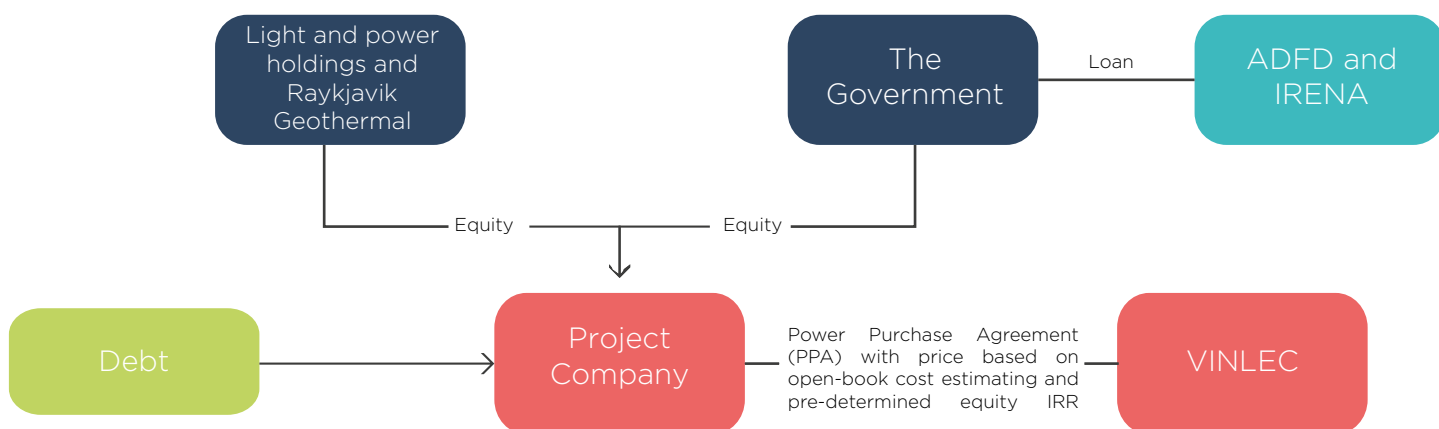 Light and power
holdings and
Raykjavik
Geothermal
The
Government
Loan
ADFD and
IRENA
Equity
Equity
Debt
Project
Company
Power Purchase Agreement
(PPA) with price based on
open-book cost estimating and
pre-determined equity IRR
VINLEC